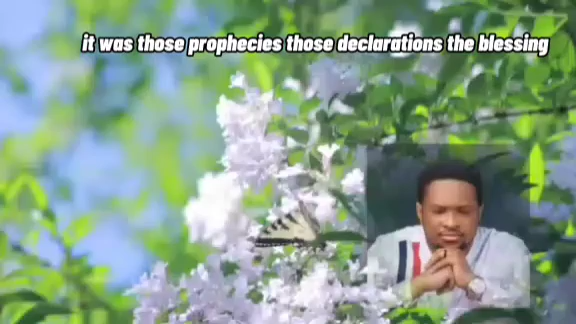 it was those prophecies those declarations the blessing